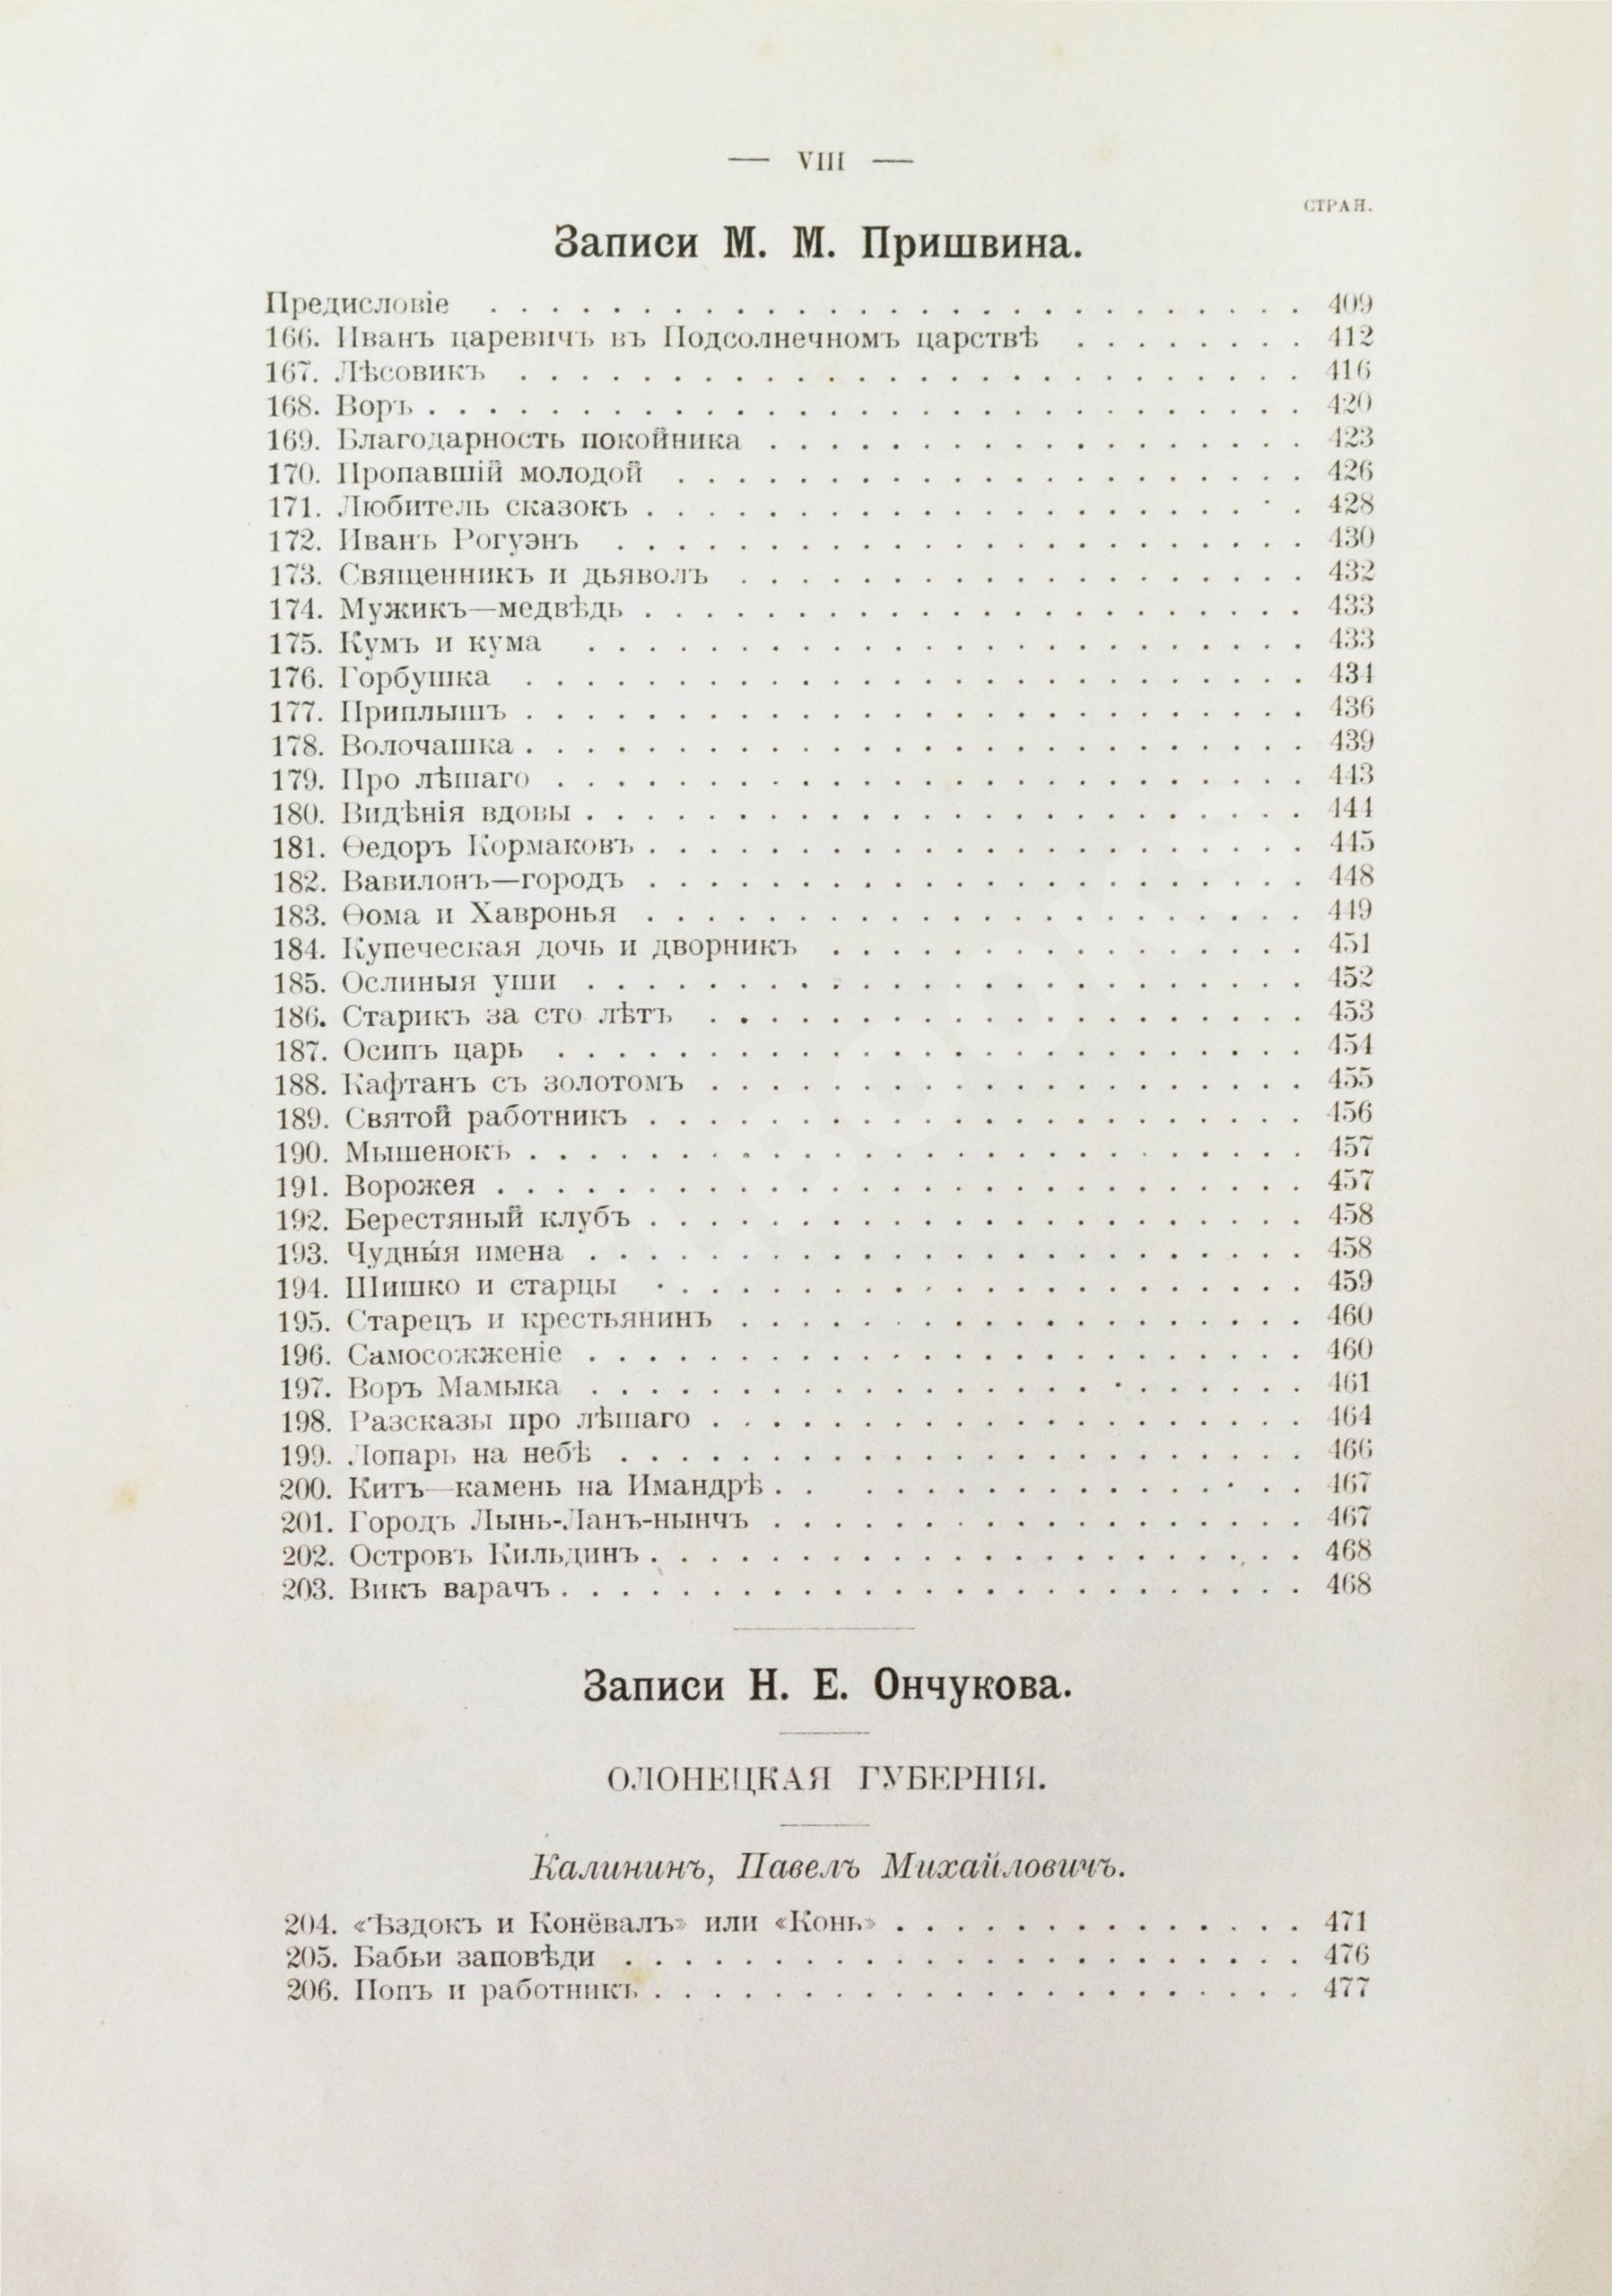 — VIII —
СТРАН.
Записи М. М. Пришвина.
Предисловіе . . . . . . . . . . . . . . . . . . . . . . . . . . . 409
166. Иванъ царевичъ въ Подсолнечномъ царствѣ . . . . . . . . 412
167. Лѣсовикъ . . . . . . . . . . . . . . . . . . . . . . . . . . 416
168. Воръ . . . . . . . . . . . . . . . . . . . . . . . . . . . . . 420
169. Благодарность покойника . . . . . . . . . . . . . . . . . . 423
170. Пропавшій молодой . . . . . . . . . . . . . . . . . . . . . 426
171. Любитель сказокъ . . . . . . . . . . . . . . . . . . . . . . 428
172. Иванъ Рогуэнъ . . . . . . . . . . . . . . . . . . . . . . . 430
173. Священникъ и дьяволъ . . . . . . . . . . . . . . . . . . . 432
174. Мужикъ—медвѣдь . . . . . . . . . . . . . . . . . . . . . . 433
175. Кумъ и кума . . . . . . . . . . . . . . . . . . . . . . . . 433
176. Горбушка . . . . . . . . . . . . . . . . . . . . . . . . . . 434
177. Приплышъ . . . . . . . . . . . . . . . . . . . . . . . . . . 436
178. Волочашка . . . . . . . . . . . . . . . . . . . . . . . . . . 439
179. Про лѣшаго . . . . . . . . . . . . . . . . . . . . . . . . . 443
180. Видѣнія вдовы . . . . . . . . . . . . . . . . . . . . . . . . 444
181. Ѳедоръ Кормаковъ . . . . . . . . . . . . . . . . . . . . . . 445
182. Вавилонъ—городъ . . . . . . . . . . . . . . . . . . . . . . 448
183. Ѳома и Хавронья . . . . . . . . . . . . . . . . . . . . . . 449
184. Купеческая дочь и дворникъ . . . . . . . . . . . . . . . . 451
185. Ослиныя уши . . . . . . . . . . . . . . . . . . . . . . . . 452
186. Старикъ за сто лѣтъ . . . . . . . . . . . . . . . . . . . . 453
187. Осипъ царь . . . . . . . . . . . . . . . . . . . . . . . . . 454
188. Кафтанъ съ золотомъ . . . . . . . . . . . . . . . . . . . . 455
189. Святой работникъ . . . . . . . . . . . . . . . . . . . . . . 456
190. Мышенокъ . . . . . . . . . . . . . . . . . . . . . . . . . . 457
191. Ворожея . . . . . . . . . . . . . . . . . . . . . . . . . . . 457
192. Берестяный клубъ . . . . . . . . . . . . . . . . . . . . . . 458
193. Чудны́я имена . . . . . . . . . . . . . . . . . . . . . . . . 458
194. Шишко и старцы . . . . . . . . . . . . . . . . . . . . . . 459
195. Старецъ и крестьянинъ . . . . . . . . . . . . . . . . . . . 460
196. Самосожженіе . . . . . . . . . . . . . . . . . . . . . . . . 460
197. Воръ Мамыка . . . . . . . . . . . . . . . . . . . . . . . . 461
198. Разсказы про лѣшаго . . . . . . . . . . . . . . . . . . . . 464
199. Лопарь на небѣ . . . . . . . . . . . . . . . . . . . . . . . 466
200. Китъ—камень на Имандрѣ . . . . . . . . . . . . . . . . . 467
201. Городъ Лынь-Ланъ-нынчъ . . . . . . . . . . . . . . . . . . 467
202. Островъ Кильдинъ . . . . . . . . . . . . . . . . . . . . . . 468
203. Викъ варачъ . . . . . . . . . . . . . . . . . . . . . . . . . 468
Записи Н. Е. Ончукова.
ОЛОНЕЦКАЯ ГУБЕРНІЯ.
Калининъ, Павелъ Михайловичъ.
204. «Ѣздокъ и Конёвалъ» или «Конь» . . . . . . . . . . . . . . 471
205. Бабьи заповѣди . . . . . . . . . . . . . . . . . . . . . . . 476
206. Попъ и работникъ . . . . . . . . . . . . . . . . . . . . . . 477